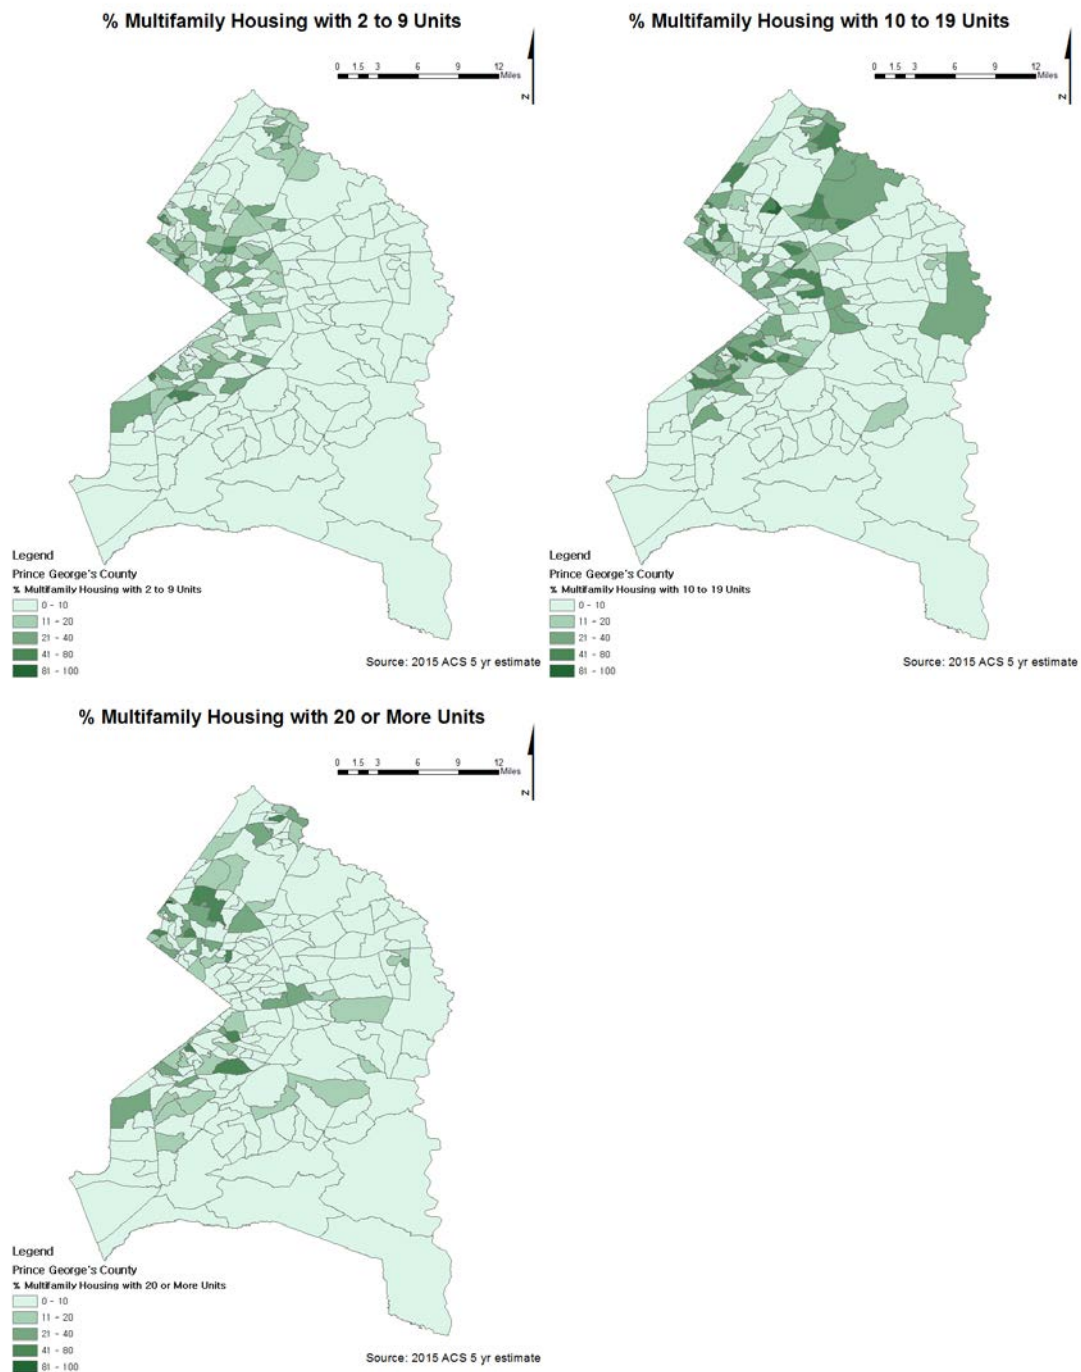 % Multifamily Housing with 2 to 9 Units
0 1.5 3 6 9 12
Miles
N
Legend
Prince George's County
% Multifamily Housing with 2 to 9 Units
0 - 10
11 - 20
21 - 40
41 - 80
81 - 100
Source: 2015 ACS 5 yr estimate
% Multifamily Housing with 10 to 19 Units
0 1.5 3 6 9 12
Miles
N
Legend
Prince George's County
% Multifamily Housing with 10 to 19 Units
0 - 10
11 - 20
21 - 40
41 - 80
81 - 100
Source: 2015 ACS 5 yr estimate
% Multifamily Housing with 20 or More Units
0 1.5 3 6 9 12
Miles
N
Legend
Prince George's County
% Multifamily Housing with 20 or More Units
0 - 10
11 - 20
21 - 40
41 - 80
81 - 100
Source: 2015 ACS 5 yr estimate